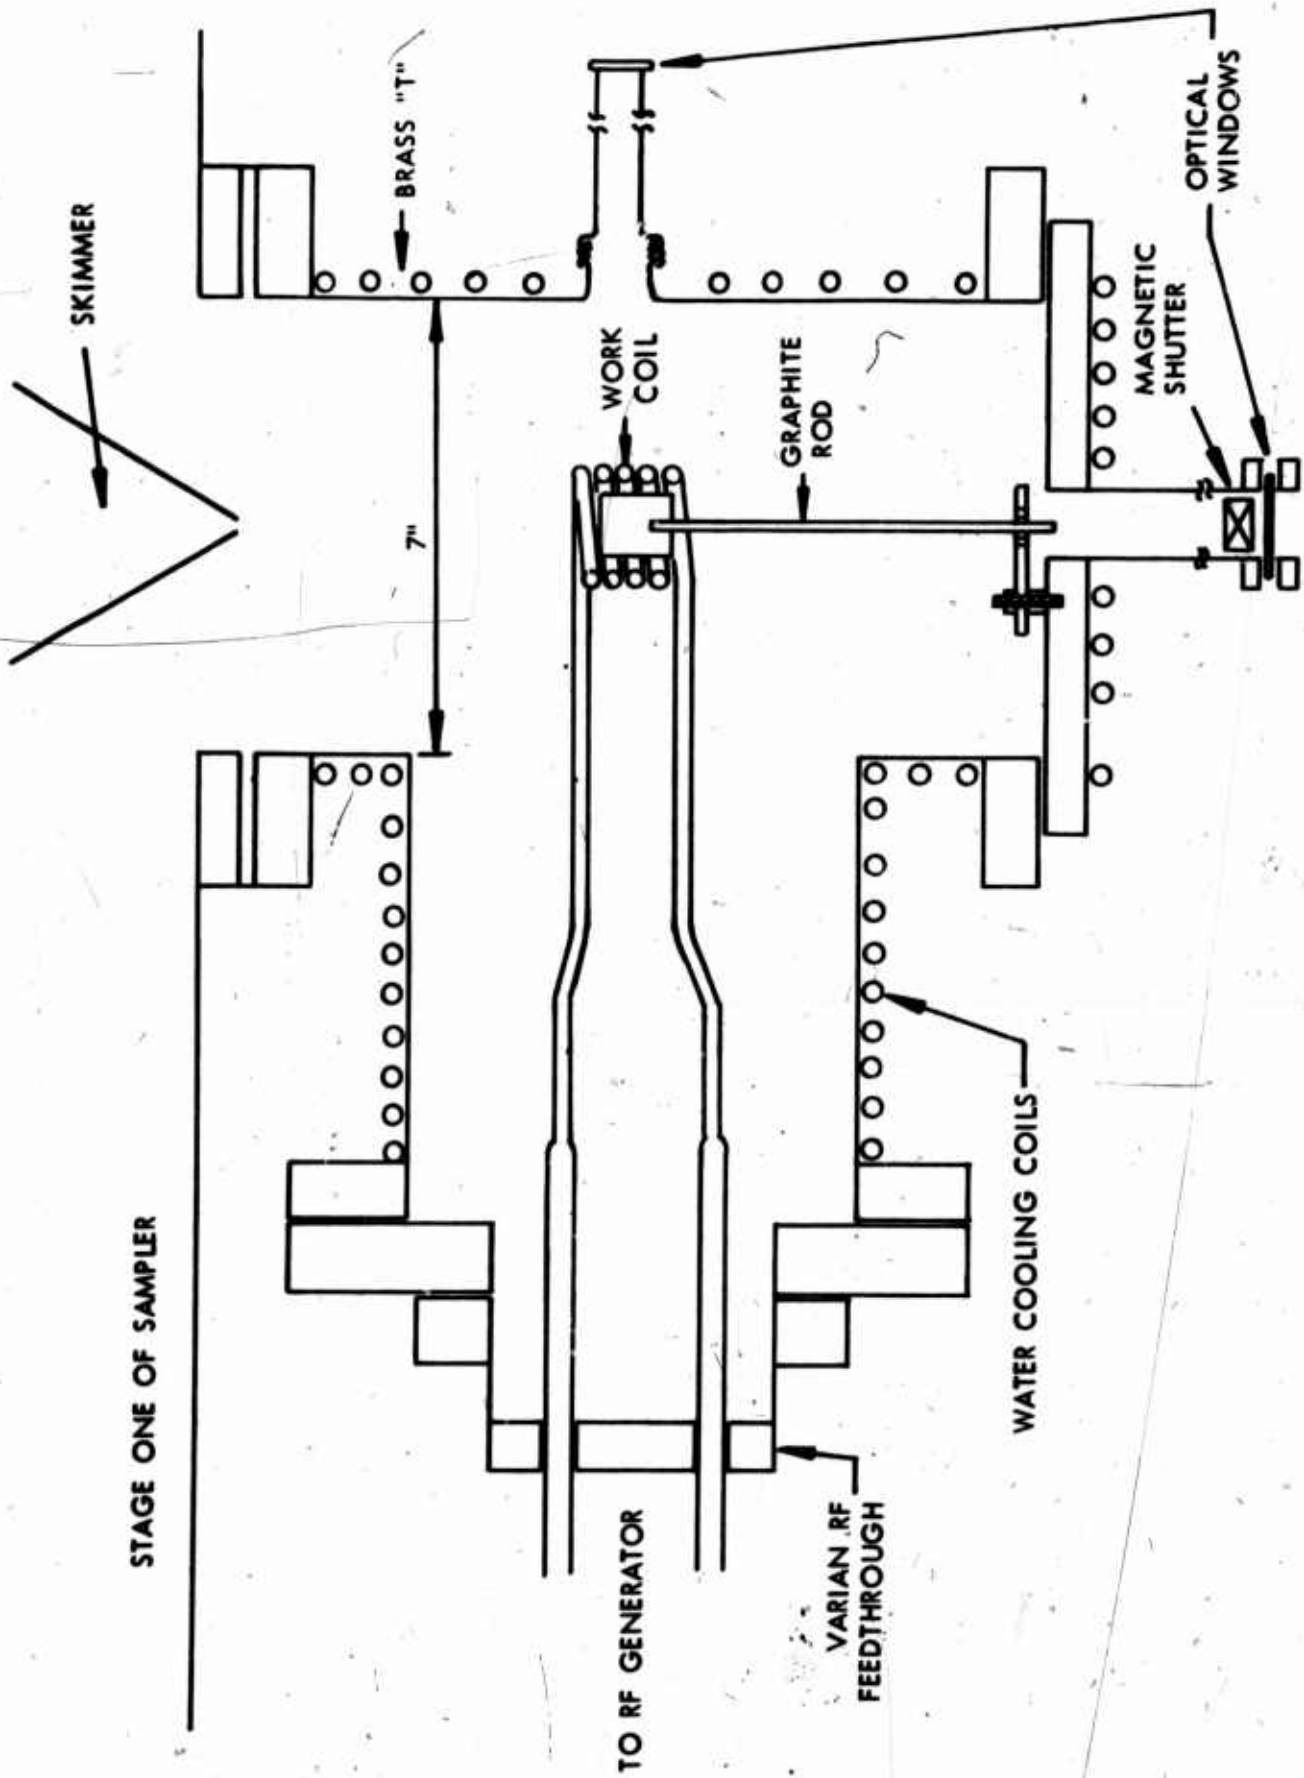 STAGE ONE OF SAMPLER
SKIMMER
BRASS "T"
7"
WORK
COIL
GRAPHITE
ROD
TO RF GENERATOR
VARIAN RF
FEEDTHROUGH
WATER COOLING COILS
MAGNETIC
SHUTTER
OPTICAL
WINDOWS